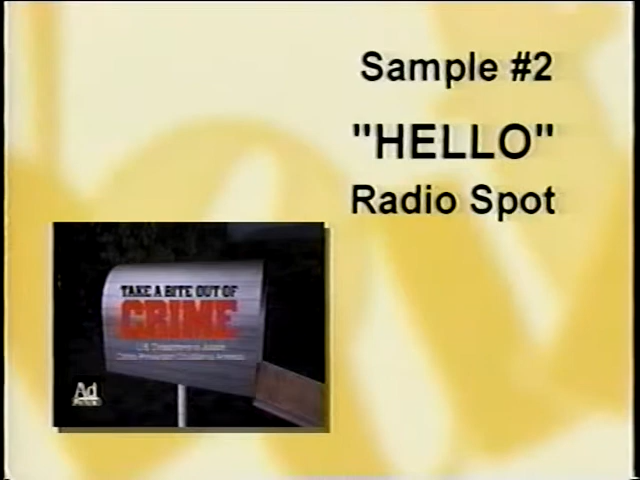 Sample #2
"HELLO"
Radio Spot
TAKE A BITE OUT OF
CRIME
Ad